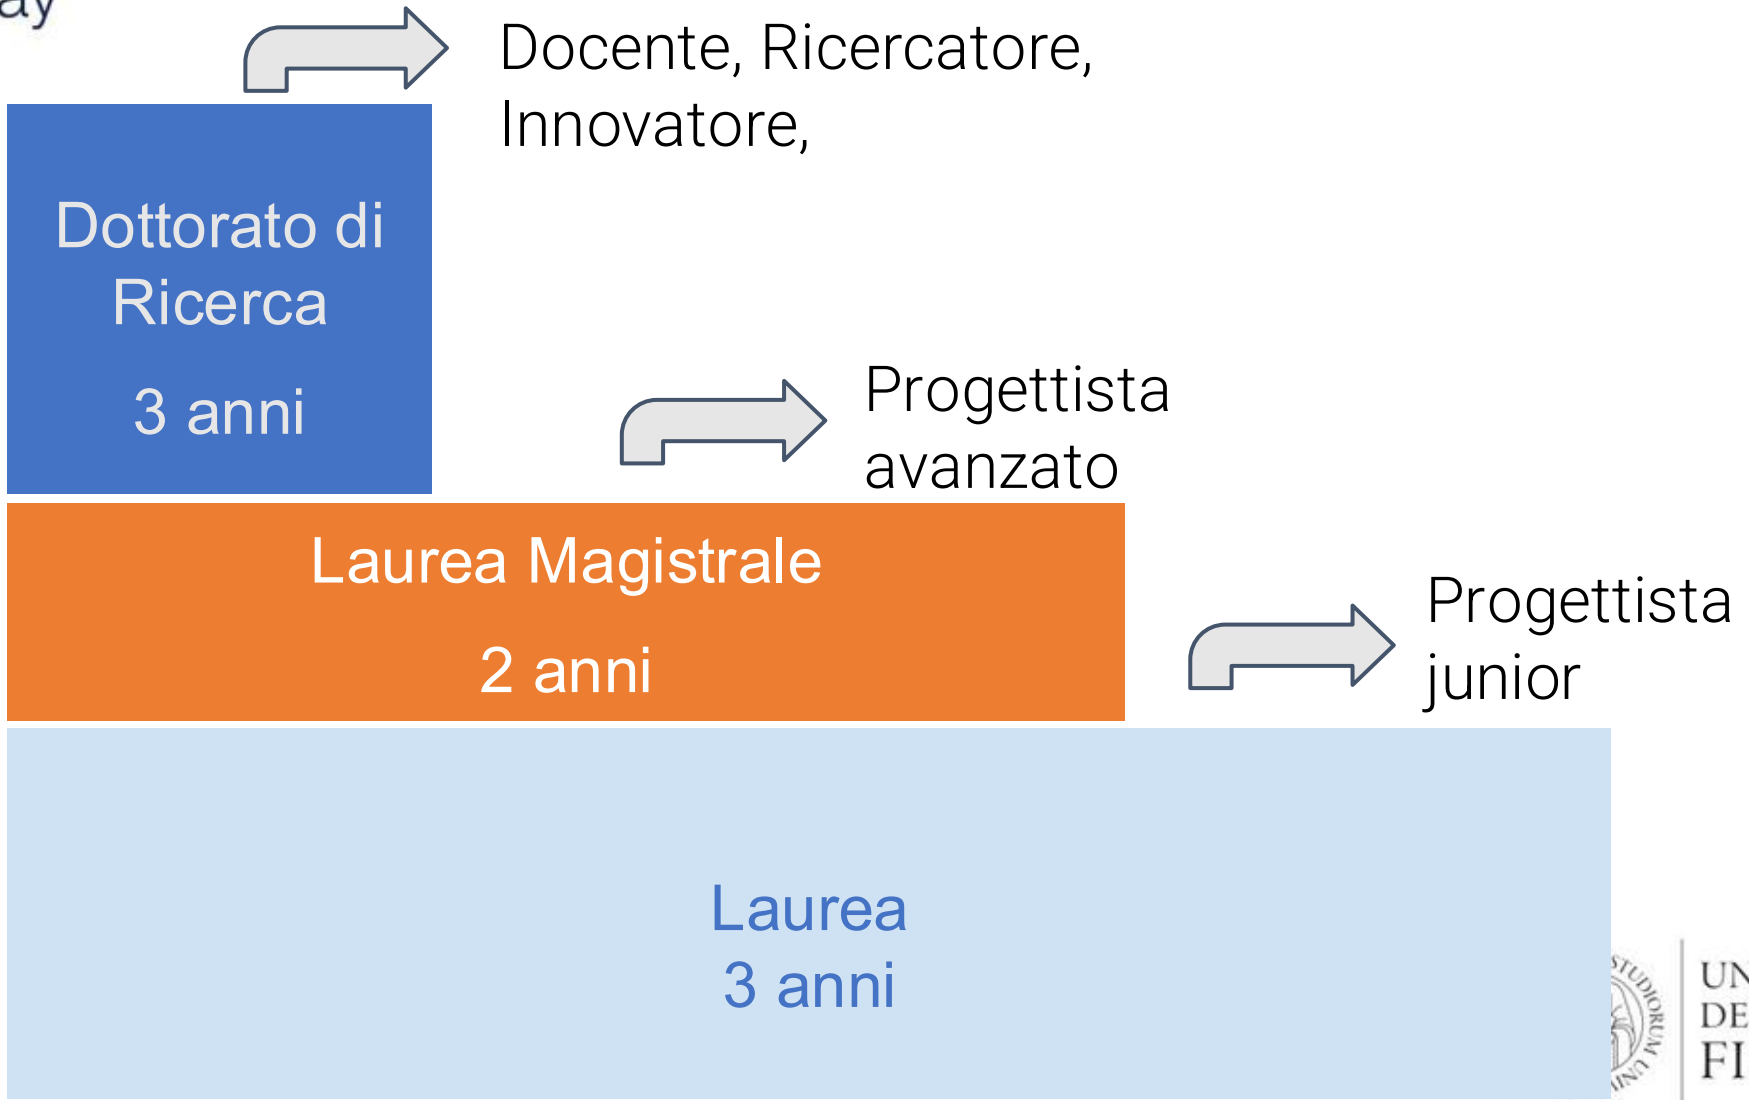 Docente, Ricercatore,
Innovatore,
Dottorato di
Ricerca
3 anni
Progettista
avanzato
Laurea Magistrale
2 anni
Progettista
junior
Laurea
3 anni